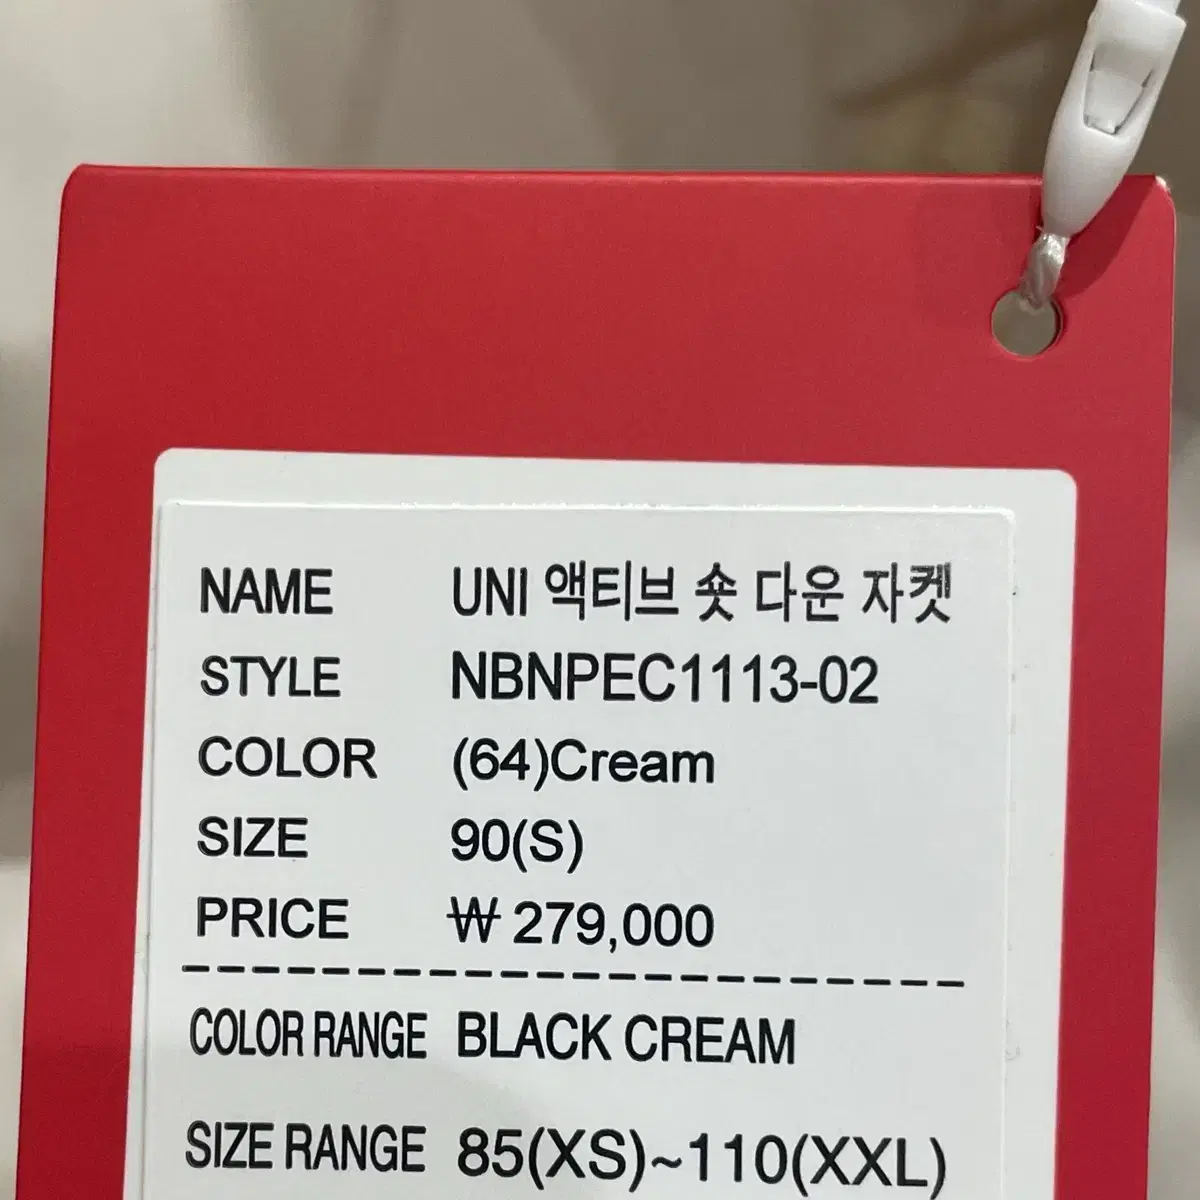 NAME UNI 액티브 숏 다운 자켓
STYLE NBNPEC1113-02
COLOR (64)Cream
SIZE 90(S)
PRICE ₩ 279,000
COLOR RANGE BLACK CREAM
SIZE RANGE 85(XS)~110(XXL)